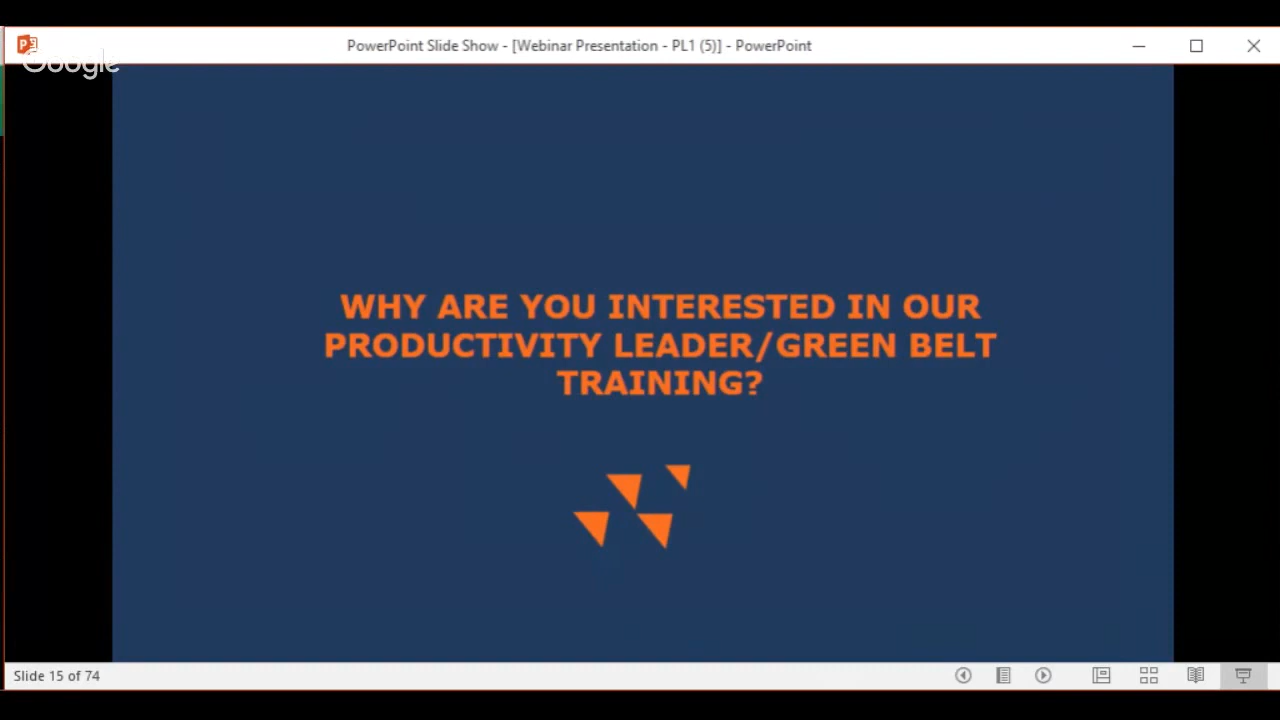 PowerPoint Slide Show - [Webinar Presentation - PL1 (5)] - PowerPoint
Google
WHY ARE YOU INTERESTED IN OUR
PRODUCTIVITY LEADER/GREEN BELT
TRAINING?
Slide 15 of 74